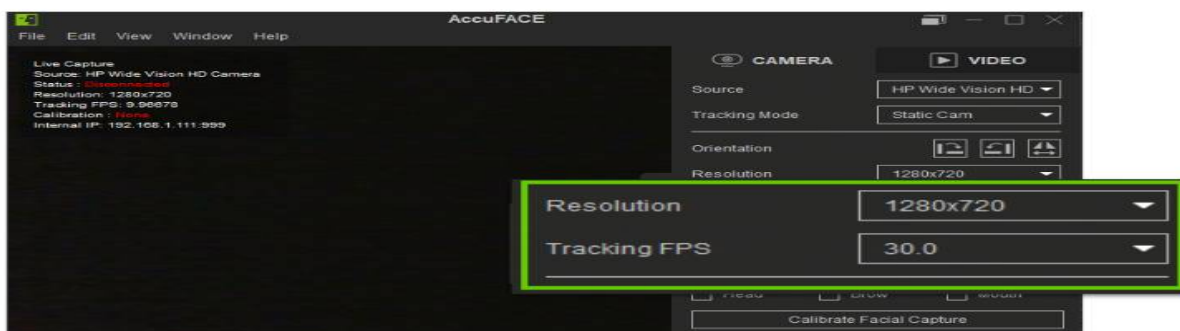 AccuFACE
File Edit View Window Help
Live Capture
Source: HP Wide Vision HD Camera
Status : Disconnected
Resolution: 1280x720
Tracking FPS: 9.96678
Calibration : None
Internal IP: 192.168.1.111:999
CAMERA VIDEO
Source HP Wide Vision HD
Tracking Mode Static Cam
Orientation
Resolution 1280x720
Resolution 1280x720
Tracking FPS 30.0
Head Brow Mouth
Calibrate Facial Capture